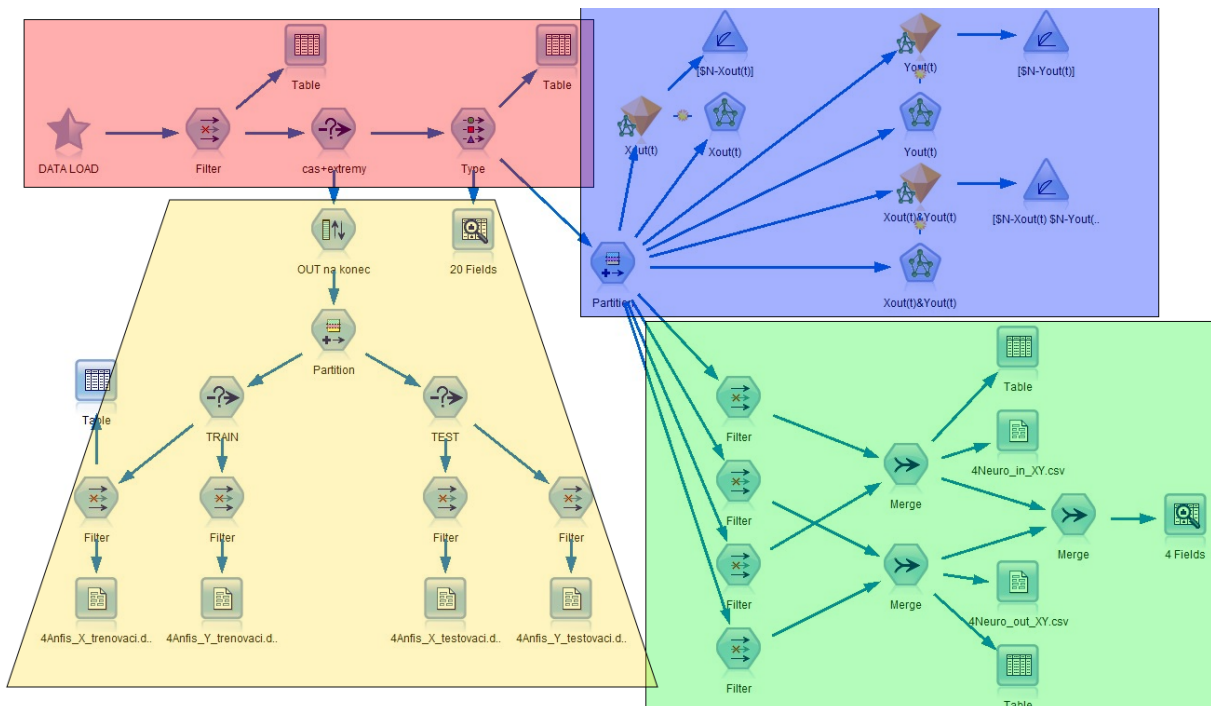 Table
Table
DATA LOAD
Filter
cas+extremy
Type
[$N-Xout(t)]
Xout(t)
Xout(t)
Yout(t)
[$N-Yout(t)]
Yout(t)
Xout(t)&Yout(t)
[$N-Xout(t) $N-Yout(..
Xout(t)&Yout(t)
Partition
OUT na konec
20 Fields
Partition
Table
TRAIN
TEST
Filter
Filter
Filter
Filter
4Anfis_X_trenovaci.d..
4Anfis_Y_trenovaci.d..
4Anfis_X_testovaci.d..
4Anfis_Y_testovaci.d..
Filter
Filter
Filter
Filter
Merge
Merge
Table
4Neuro_in_XY.csv
Merge
4 Fields
4Neuro_out_XY.csv
Table